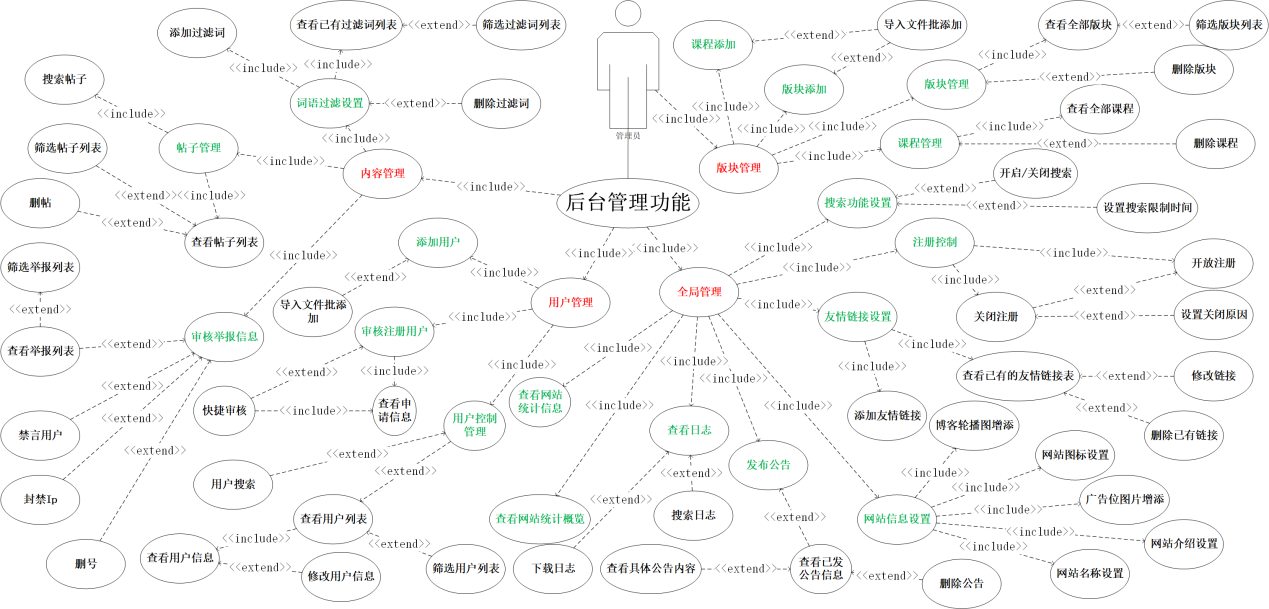 添加过滤词
查看已有过滤词列表
<<extend>>
筛选过滤词列表
<<include>>
<<include>>
词语过滤设置
<<extend>>
删除过滤词
搜索帖子
<<include>>
帖子管理
<<include>>
<<include>>
内容管理
筛选帖子列表
<<extend>>
<<include>>
删帖
<<extend>>
查看帖子列表
<<include>>
筛选举报列表
<<extend>>
查看举报列表
<<extend>>
审核举报信息
<<extend>>
禁言用户
<<extend>>
封禁Ip
<<extend>>
删号
管理员
后台管理功能
<<include>>
<<include>>
<<include>>
<<include>>
课程添加
<<extend>>
导入文件批添加
<<include>>
版块添加
<<extend>>
<<include>>
版块管理
<<include>>
版块管理
<<include>>
查看全部版块
<<extend>>
筛选版块列表
<<extend>>
删除版块
<<include>>
课程管理
<<include>>
查看全部课程
<<extend>>
删除课程
添加用户
<<include>>
<<extend>>
导入文件批添
加
用户管理
<<include>>
审核注册用户
<<extend>>
<<include>>
快捷审核
<<include>>
查看申
请信息
<<include>>
用户控制
管理
<<extend>>
用户搜索
<<extend>>
查看用户列表
<<include>>
查看用户信息
<<extend>>
修改用户信息
<<extend>>
筛选用户列表
全局管理
<<include>>
搜索功能设置
<<extend>>
开启/关闭搜索
<<extend>>
设置搜索限制时间
<<include>>
注册控制
<<include>>
开放注册
<<include>>
<<extend>>
关闭注册
<<extend>>
设置关闭原因
<<include>>
友情链接设置
<<include>>
查看已有的友情链接表
<<extend>>
修改链接
<<extend>>
删除已有链接
<<include>>
添加友情链接
<<include>>
查看网站
统计信息
<<include>>
查看网站统计概览
<<include>>
查看日志
<<extend>>
下载日志
<<extend>>
搜索日志
<<include>>
发布公告
<<extend>>
查看已发
公告信息
<<extend>>
查看具体公告内容
<<extend>>
删除公告
<<include>>
网站信息设置
<<include>>
博客轮播图增添
<<include>>
网站图标设置
<<include>>
广告位图片增添
<<include>>
网站介绍设置
<<include>>
网站名称设置